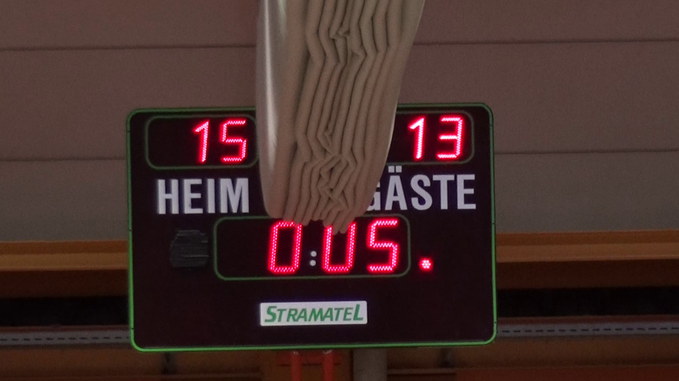 15 13
HEIM GÄSTE
0:05.
STRAMATEL